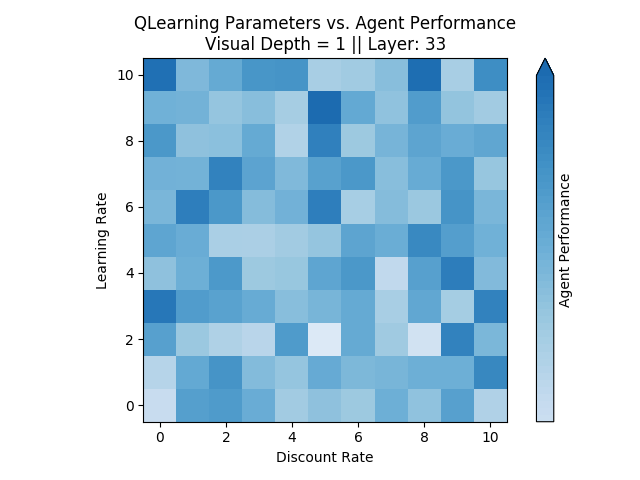 QLearning Parameters vs. Agent Performance
Visual Depth = 1 || Layer: 33
10
8
6
4
2
0
Learning Rate
0 2 4 6 8 10
Discount Rate
Agent Performance